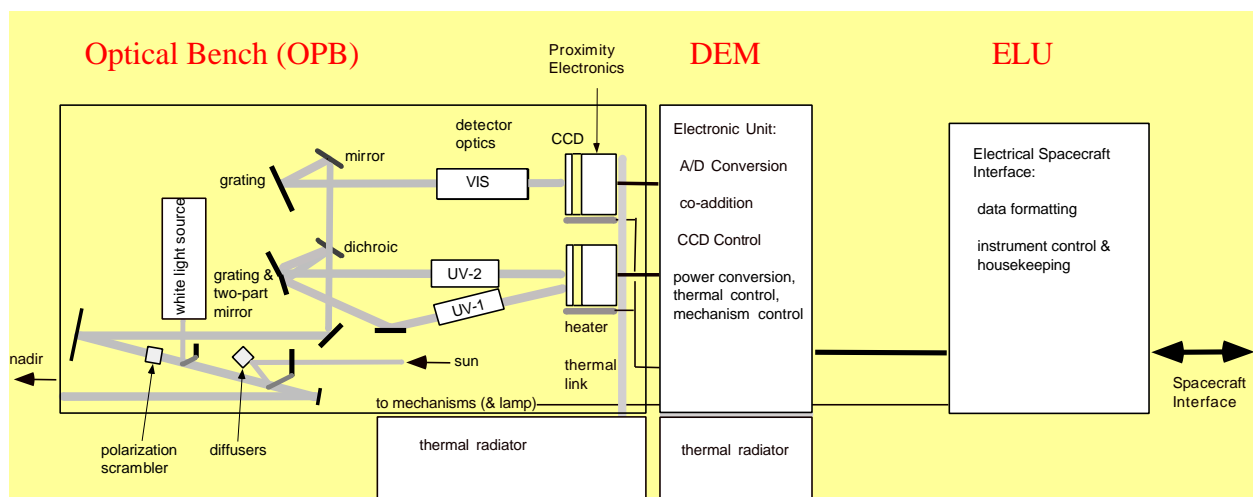 Optical Bench (OPB)
Proximity
Electronics
DEM
ELU
detector
optics
CCD
mirror
grating
VIS
white light source
dichroic
grating &
two-part
mirror
UV-2
UV-1
heater
nadir
sun
thermal
link
to mechanisms (& lamp)
polarization
scrambler
diffusers
thermal radiator
Electronic Unit:
A/D Conversion
co-addition
CCD Control
power conversion,
thermal control,
mechanism control
thermal radiator
Electrical Spacecraft
Interface:
data formatting
instrument control &
housekeeping
Spacecraft
Interface